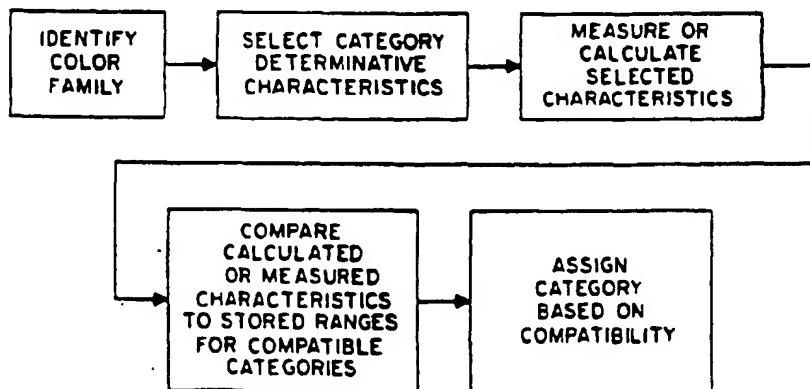 IDENTIFY
COLOR
FAMILY
SELECT CATEGORY
DETERMINATIVE
CHARACTERISTICS
MEASURE OR
CALCULATE
SELECTED
CHARACTERISTICS
COMPARE
CALCULATED
OR MEASURED
CHARACTERISTICS
TO STORED RANGES
FOR COMPATIBLE
CATEGORIES
ASSIGN
CATEGORY
BASED ON
COMPATIBILITY